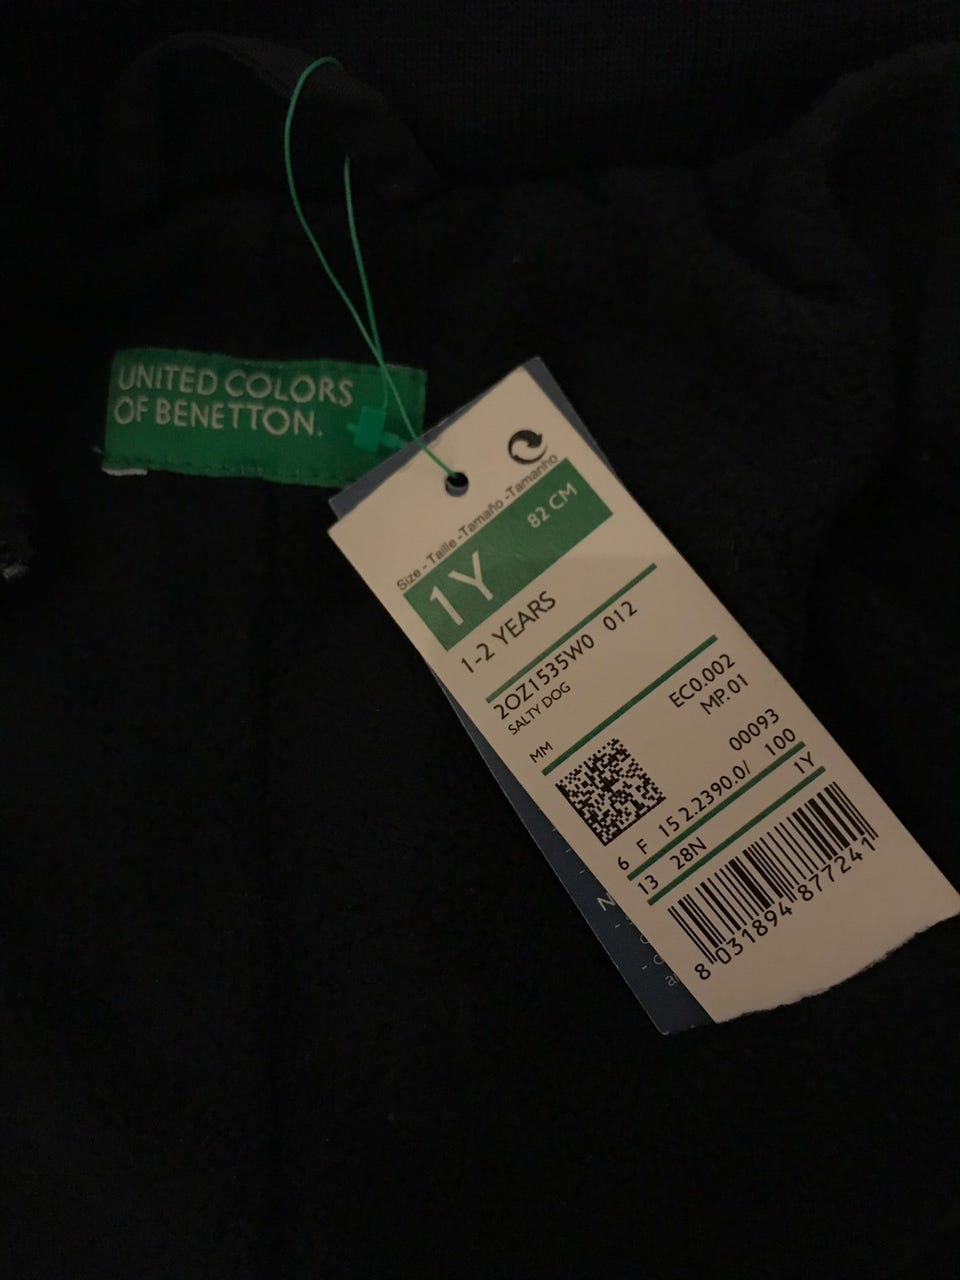 UNITED COLORS
OF BENETTON.
Size - Taille -Tamaño -Tamanho
1Y 82 CM
1-2 YEARS
2OZ1535W0 012
SALTY DOG
MM
EC0.002
MP.01
00093
6 F 15 2.2390.0/ 100
13 28N 1Y
8 031894 877241